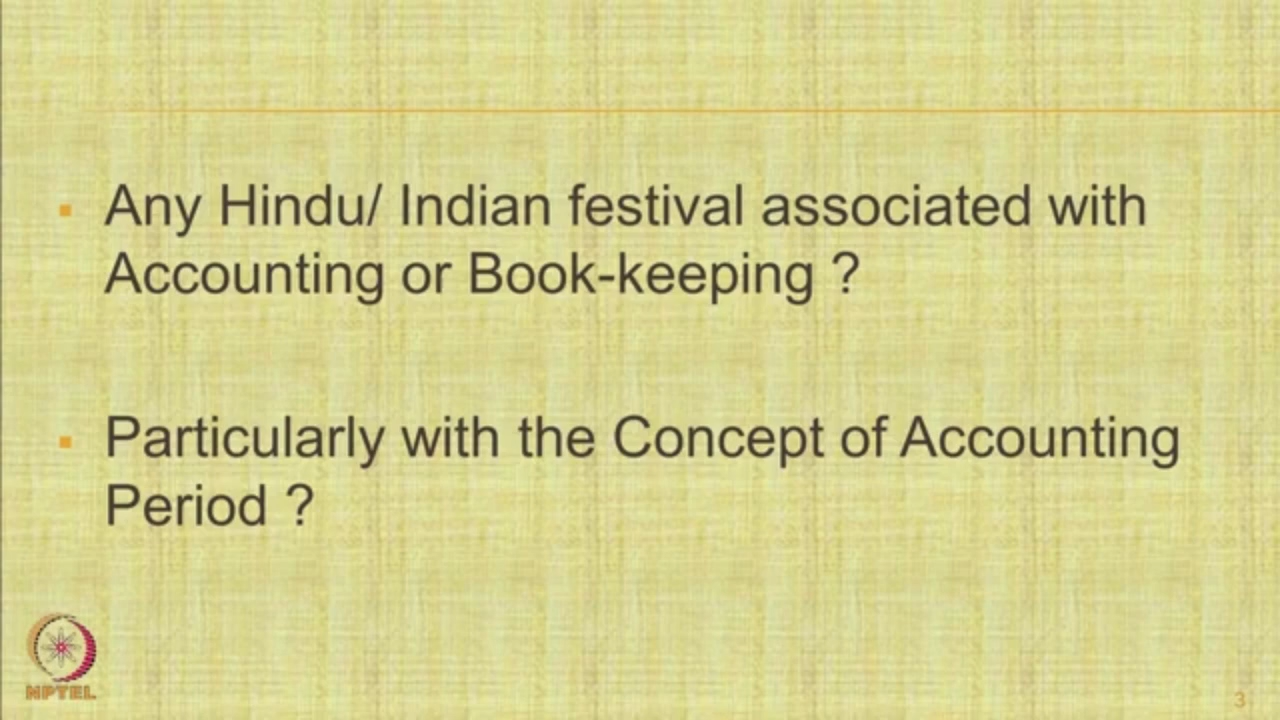 Any Hindu/ Indian festival associated with
Accounting or Book-keeping ?
Particularly with the Concept of Accounting
Period ?
NPTEL
3